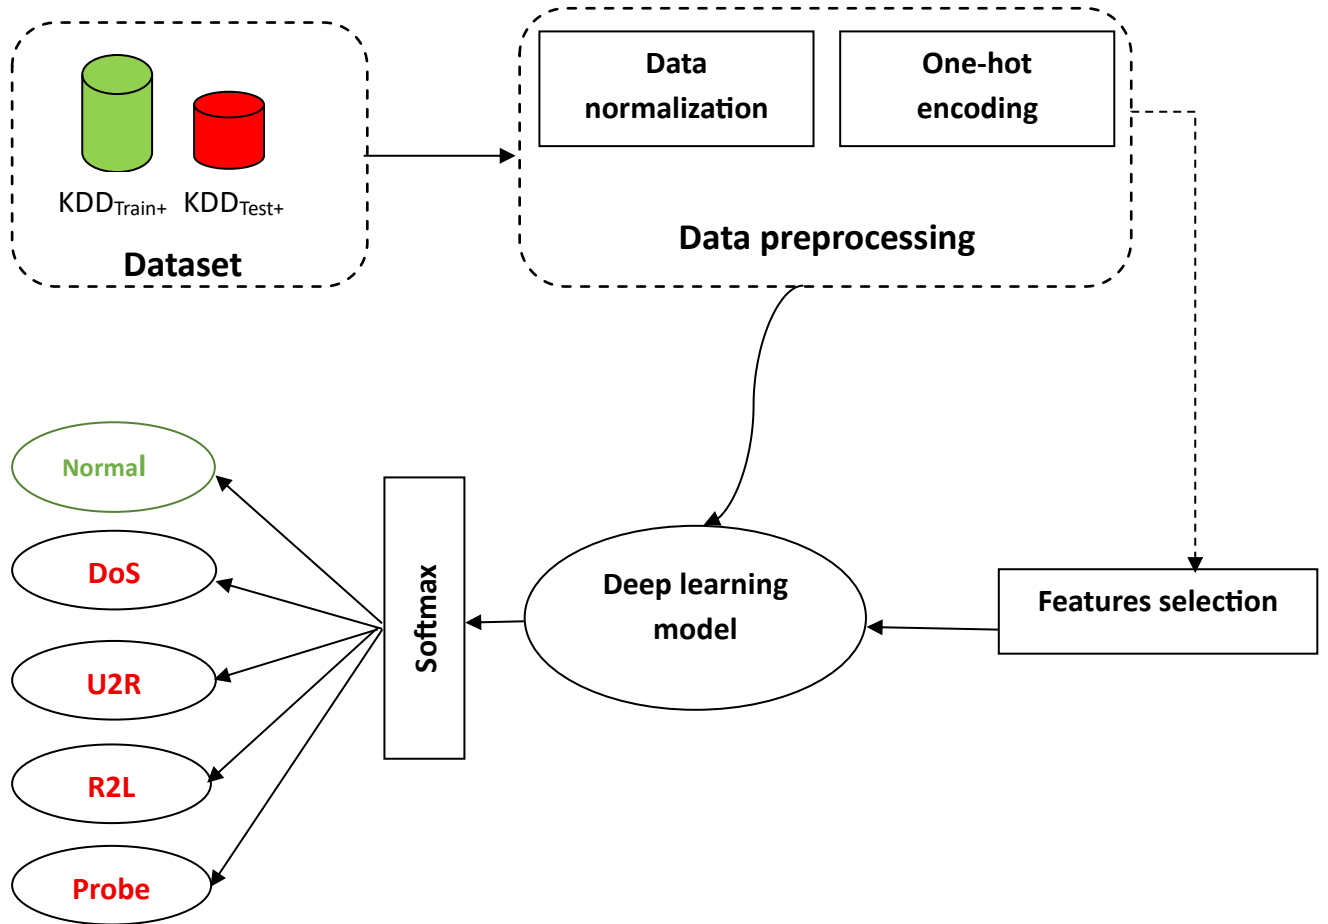 KDDTrain+ KDDTest+
Dataset
Data
normalization
One-hot
encoding
Data preprocessing
Normal
DoS
U2R
R2L
Probe
Softmax
Deep learning
model
Features selection